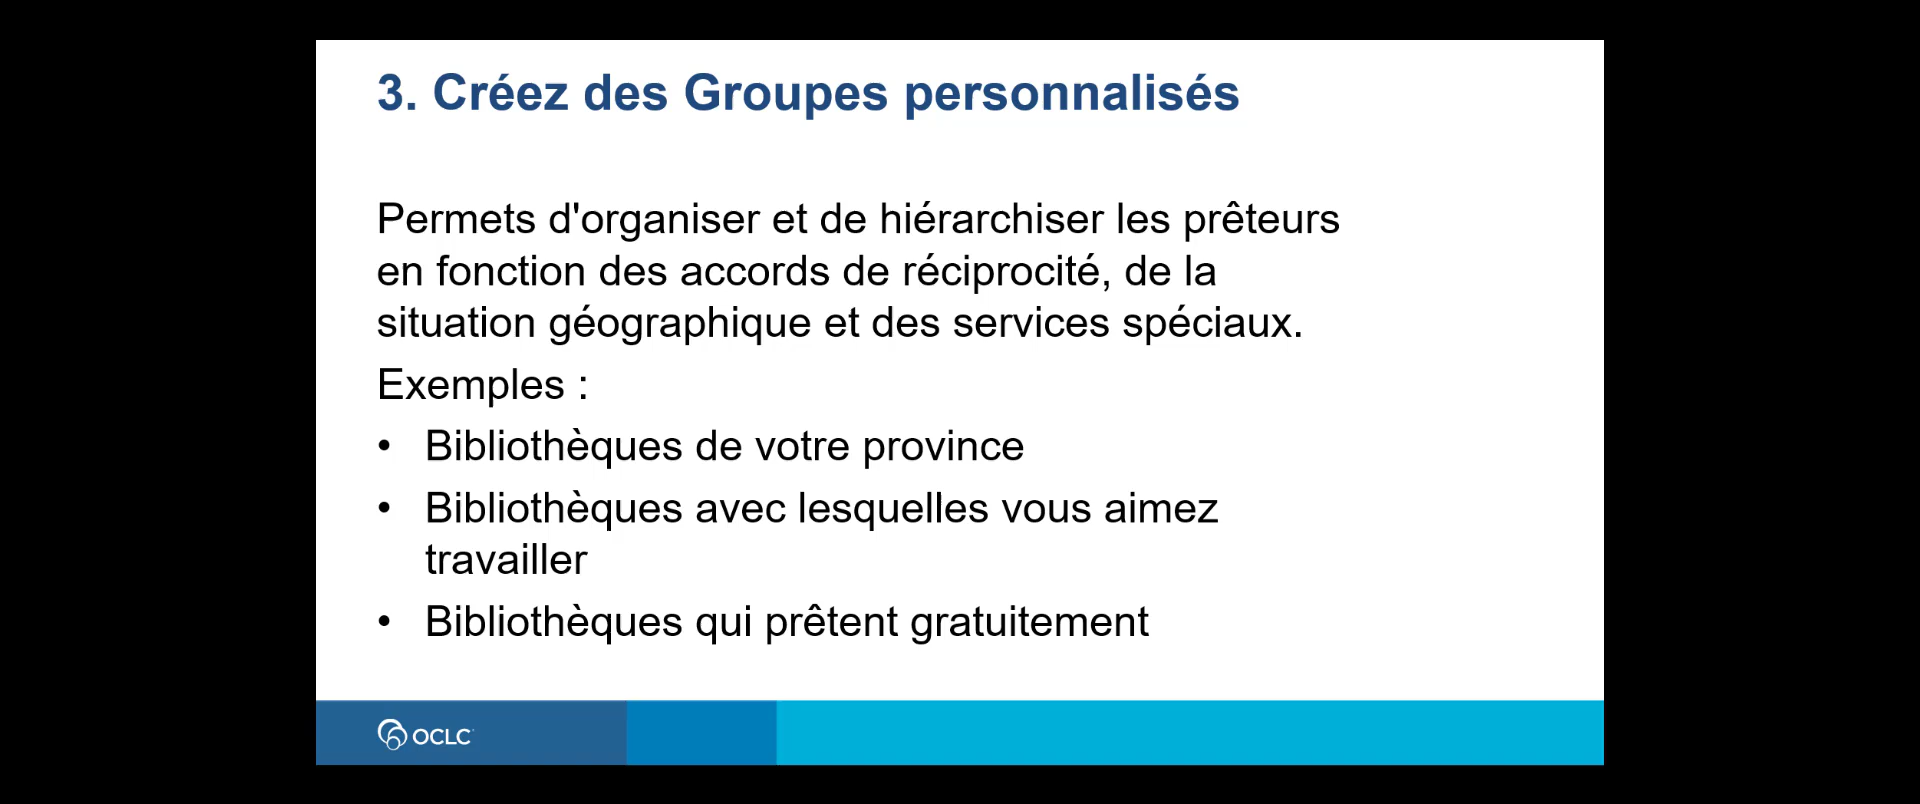 3. Créez des Groupes personnalisés
Permets d'organiser et de hiérarchiser les prêteurs
en fonction des accords de réciprocité, de la
situation géographique et des services spéciaux.
Exemples :
• Bibliothèques de votre province
• Bibliothèques avec lesquelles vous aimez
travailler
• Bibliothèques qui prêtent gratuitement
OCLC